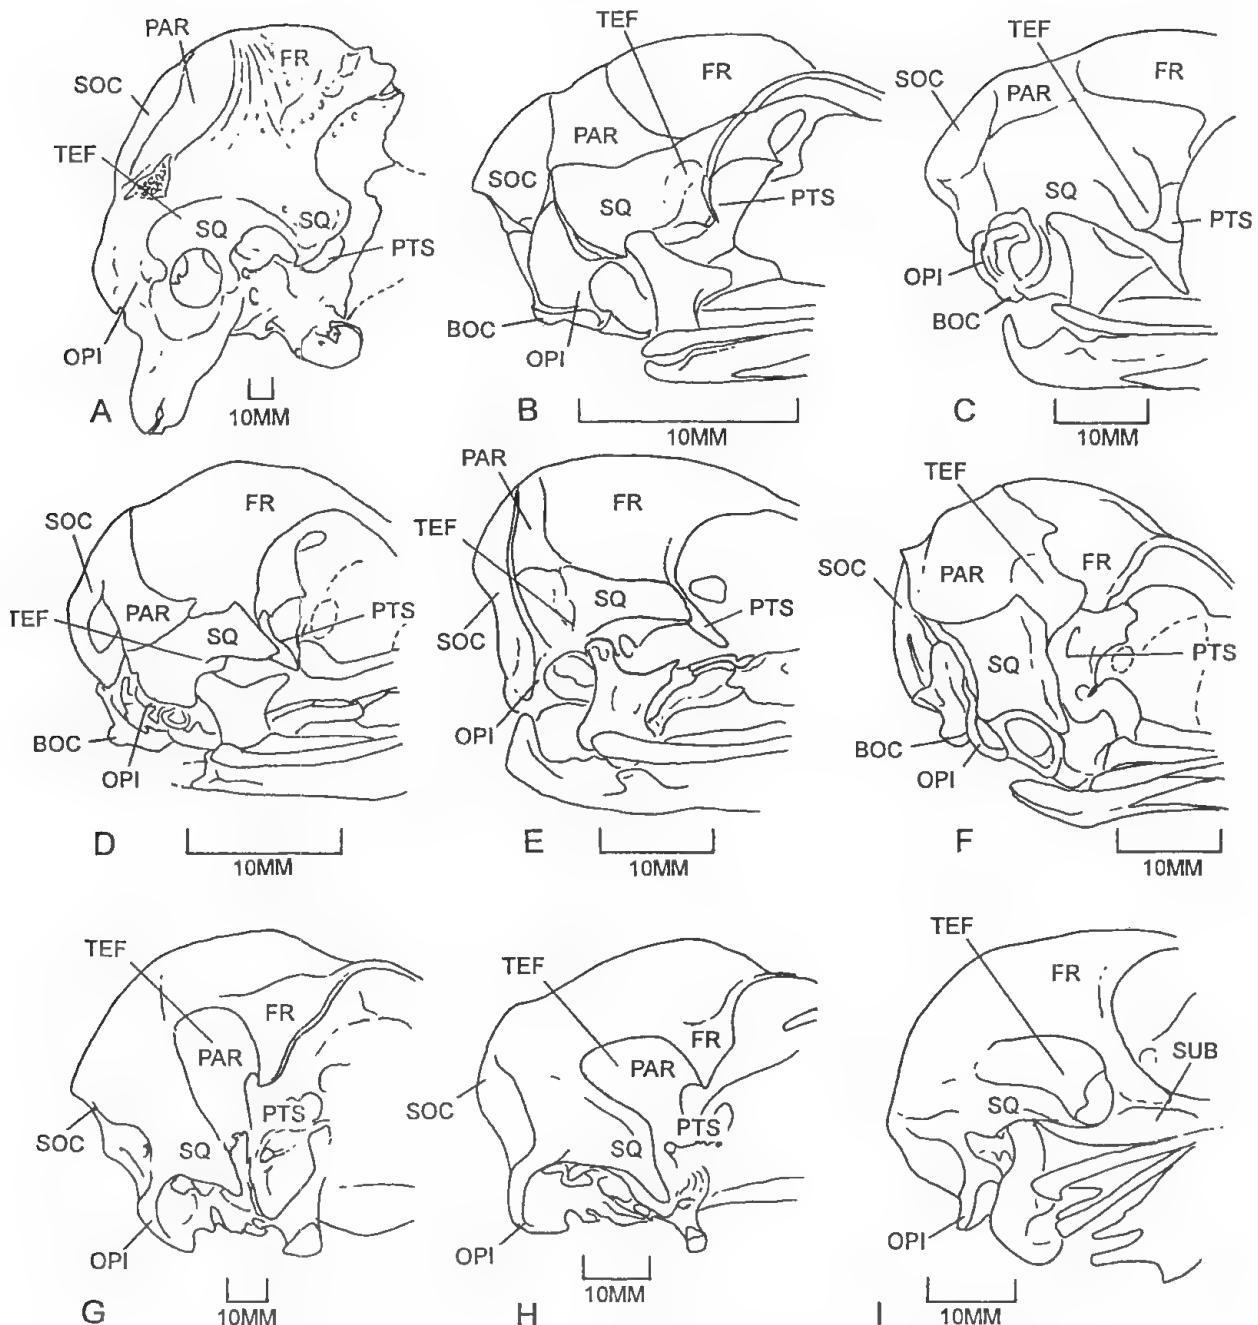 PAR
FR
SOC
TEF
SQ
SQ
PTS
OPI
A
10MM
TEF
FR
PAR
SOC
SQ
PTS
BOC
OPI
B
10MM
TEF
FR
SOC
PAR
SQ
PTS
OPI
BOC
C
10MM
FR
SOC
TEF
PAR
SQ
PTS
BOC
OPI
D
10MM
PAR
FR
TEF
SQ
SOC
PTS
OPI
E
10MM
TEF
FR
SOC
PAR
SQ
PTS
BOC
OPI
F
10MM
TEF
FR
PAR
PTS
SOC
SQ
OPI
G
10MM
TEF
FR
PAR
SOC
PTS
SQ
OPI
H
10MM
TEF
FR
SUB
SQ
OPI
I
10MM